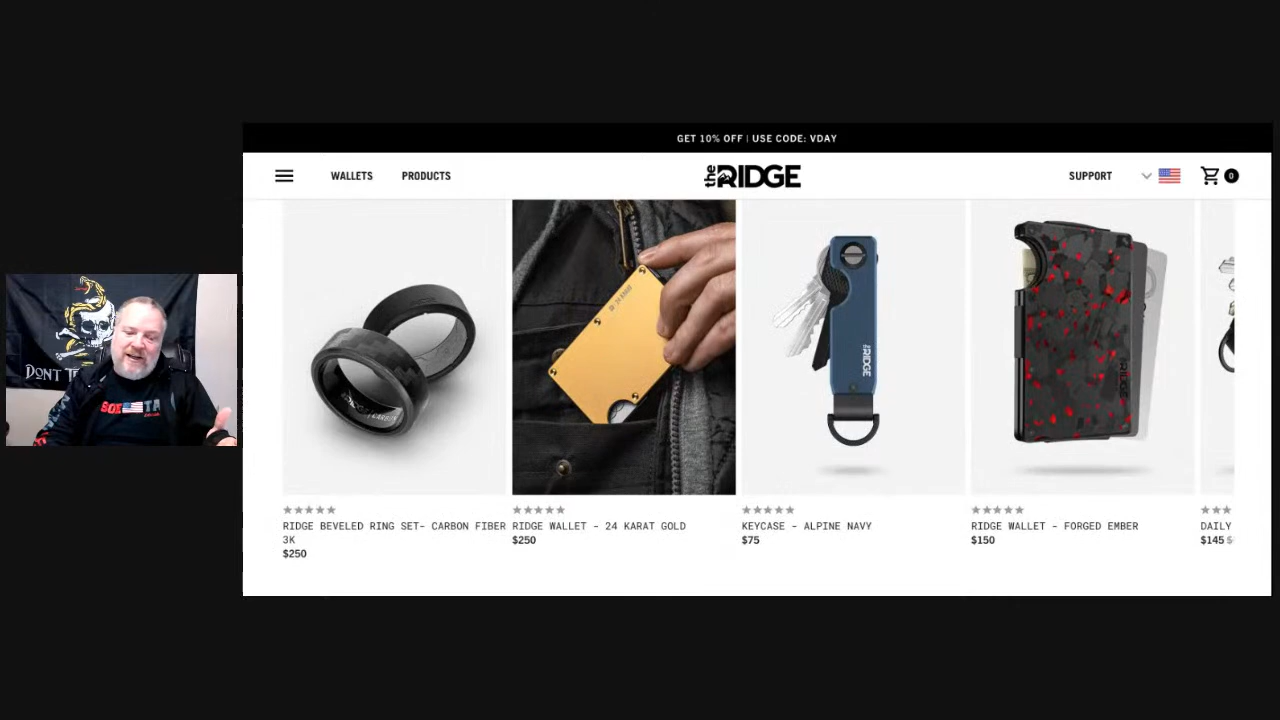 GET 10% OFF | USE CODE: VDAY
WALLETS PRODUCTS
the RIDGE
SUPPORT
0
DONT
RIDGE
RIDGE BEVELED RING SET- CARBON FIBER
3K
$250
RIDGE WALLET - 24 KARAT GOLD
$250
KEYCASE - ALPINE NAVY
$75
RIDGE WALLET - FORGED EMBER
$150
DAILY
$145